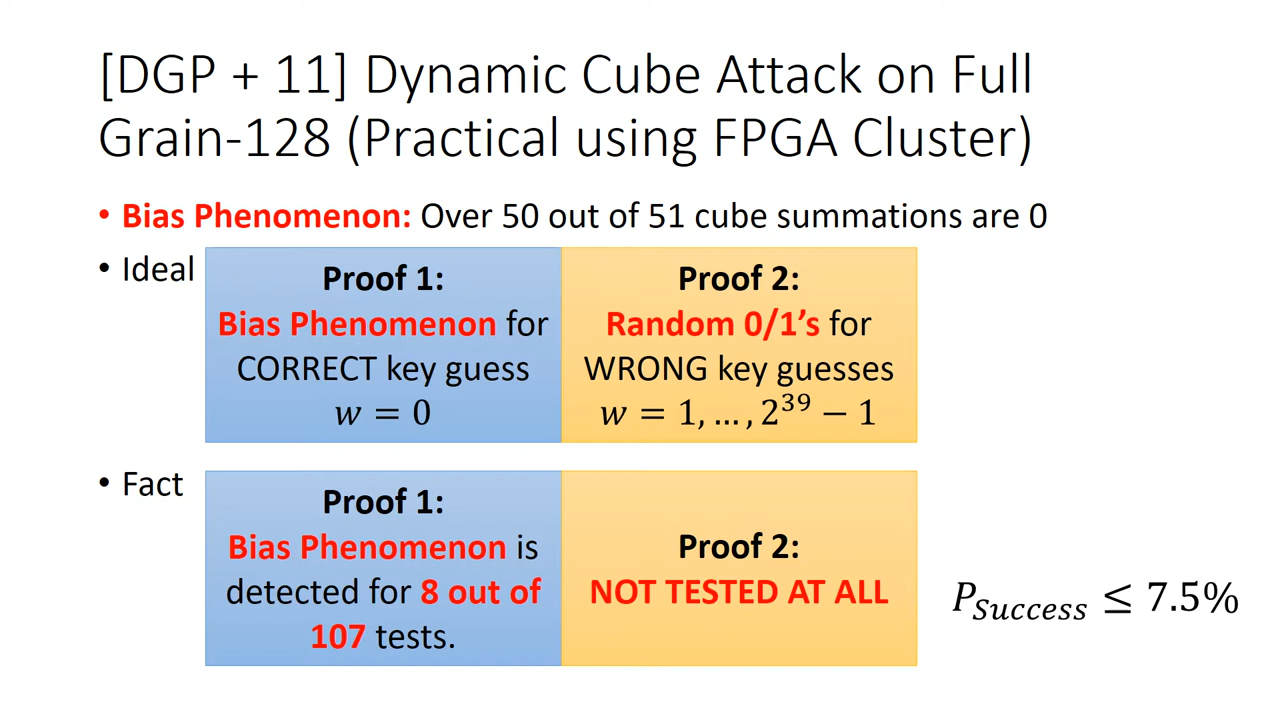 [DGP + 11] Dynamic Cube Attack on Full
Grain-128 (Practical using FPGA Cluster)
• Bias Phenomenon: Over 50 out of 51 cube summations are 0
• Ideal
Proof 1:
Bias Phenomenon for
CORRECT key guess
w = 0
Proof 2:
Random 0/1’s for
WRONG key guesses
w = 1, … , 2^39 − 1
• Fact
Proof 1:
Bias Phenomenon is
detected for 8 out of
107 tests.
Proof 2:
NOT TESTED AT ALL
P_Success ≤ 7.5%